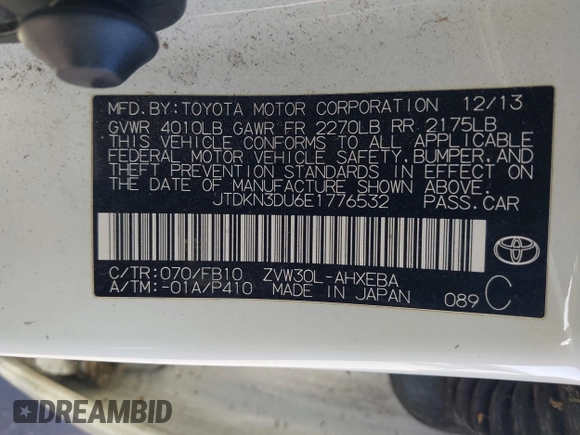 MFD. BY: TOYOTA MOTOR CORPORATION 12/13
GVWR 4010LB GAWR FR 2270LB RR 2175LB
THIS VEHICLE CONFORMS TO ALL APPLICABLE
FEDERAL MOTOR VEHICLE SAFETY, BUMPER, AND
THEFT PREVENTION STANDARDS IN EFFECT ON
THE DATE OF MANUFACTURE SHOWN ABOVE.
JTDKN3DU6E1776532 PASS. CAR
C/TR: 070/FB10 ZVW30L-AHXEBA
A/TM: -01A/P410 MADE IN JAPAN 089 C
DREAMBID